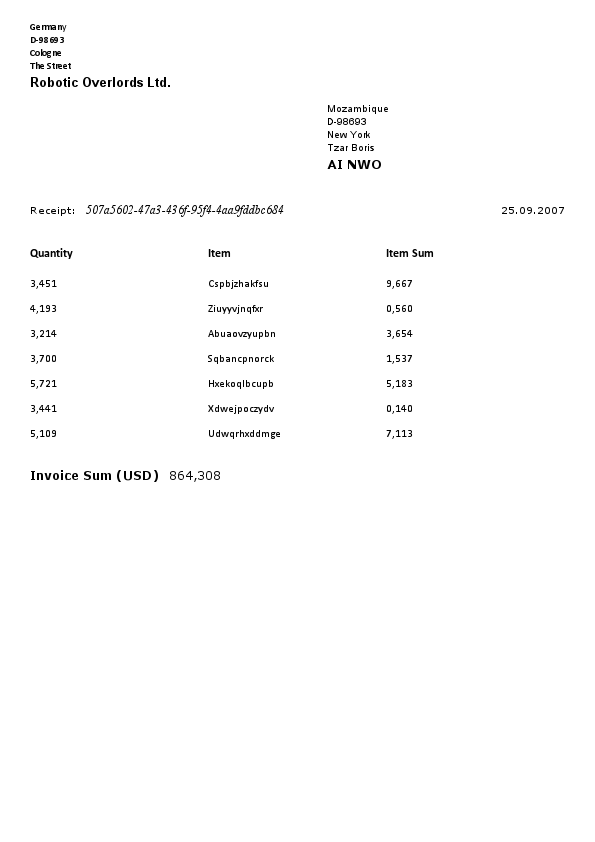 Germany
D-98693
Cologne
The Street
Robotic Overlords Ltd.
Mozambique
D-98693
New York
Tzar Boris
AI NWO
Receipt: 507a5602-47a3-436f-95f4-4aa9fddbc684 25.09.2007
Quantity Item Item Sum
3,451 Cspbjzhakfsu 9,667
4,193 Ziuyyvjnqfxr 0,560
3,214 Abuaovzyupbn 3,654
3,700 Sqbancpnorck 1,537
5,721 Hxekoqlbcupb 5,183
3,441 Xdwejpoczydv 0,140
5,109 Udwqrhxddmge 7,113
Invoice Sum (USD) 864,308